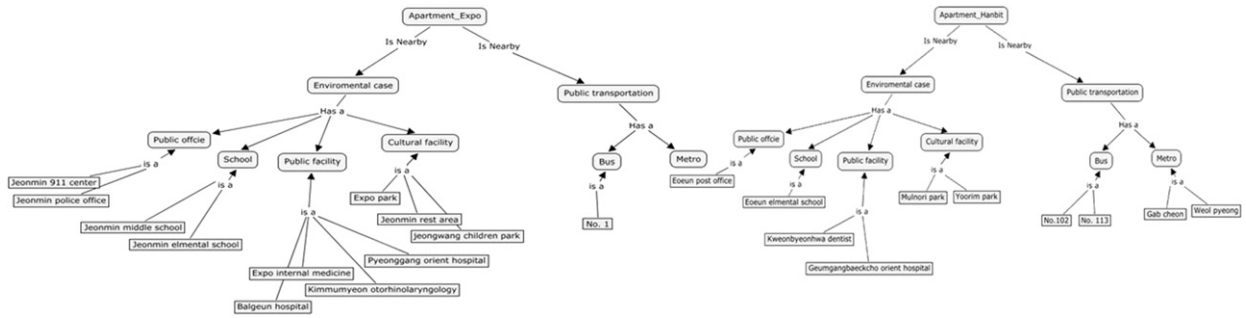 Apartment_Expo
Is Nearby
Is Nearby
Enviromental case
Public transportation
Has a
Has a
Public offcie
School
Public facility
Cultural facility
Bus
Metro
is a
is a
is a
is a
is a
Jeonmin 911 center
Jeonmin police office
Jeonmin middle school
Jeonmin elmental school
Expo park
Jeonmin rest area
jeongwang children park
No. 1
Pyeonggang orient hospital
Expo internal medicine
Kimmumyeon otorhinolaryngology
Balgeun hospital
Apartment_Hanbit
Is Nearby
Is Nearby
Enviromental case
Public transportation
Has a
Has a
Public offcie
School
Public facility
Cultural facility
Bus
Metro
is a
is a
is a
is a
is a
is a
Eoeun post office
Eoeun elmental school
Mulnori park
Yoorim park
No.102
No. 113
Gab cheon
Weol pyeong
Kweonbyeonhwa dentist
Geumgangbaeckcho orient hospital